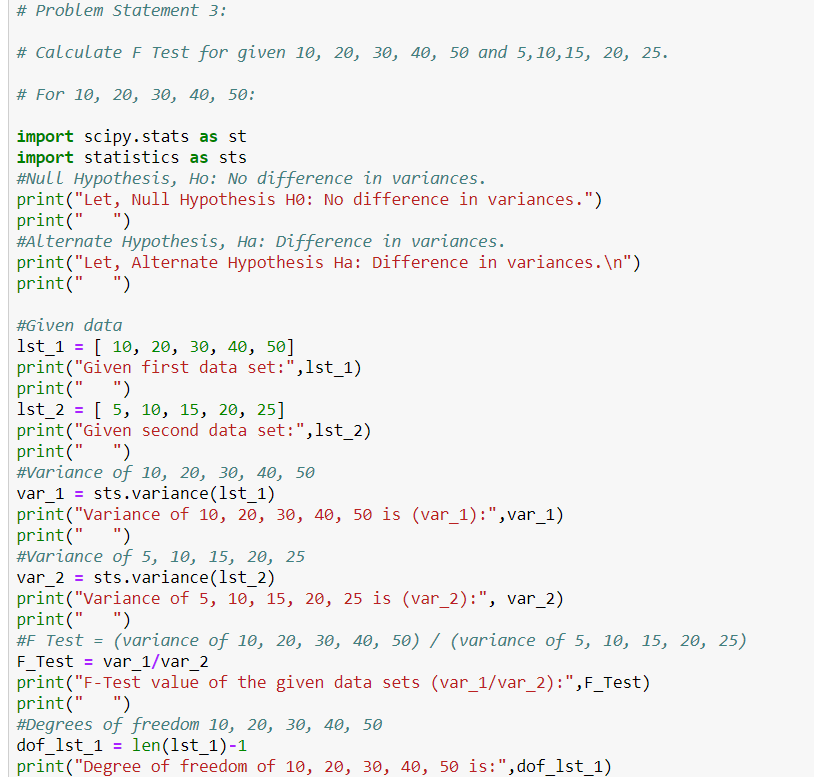 # Problem Statement 3:
# Calculate F Test for given 10, 20, 30, 40, 50 and 5,10,15, 20, 25.
# For 10, 20, 30, 40, 50:
import scipy.stats as st
import statistics as sts
#Null Hypothesis, Ho: No difference in variances.
print("Let, Null Hypothesis H0: No difference in variances.")
print("   ")
#Alternate Hypothesis, Ha: Difference in variances.
print("Let, Alternate Hypothesis Ha: Difference in variances.\n")
print("   ")
#Given data
lst_1 = [ 10, 20, 30, 40, 50]
print("Given first data set:",lst_1)
print("   ")
lst_2 = [ 5, 10, 15, 20, 25]
print("Given second data set:",lst_2)
print("   ")
#Variance of 10, 20, 30, 40, 50
var_1 = sts.variance(lst_1)
print("Variance of 10, 20, 30, 40, 50 is (var_1):",var_1)
print("   ")
#Variance of 5, 10, 15, 20, 25
var_2 = sts.variance(lst_2)
print("Variance of 5, 10, 15, 20, 25 is (var_2):", var_2)
print("   ")
#F Test = (variance of 10, 20, 30, 40, 50) / (variance of 5, 10, 15, 20, 25)
F_Test = var_1/var_2
print("F-Test value of the given data sets (var_1/var_2):",F_Test)
print("   ")
#Degrees of freedom 10, 20, 30, 40, 50
dof_lst_1 = len(lst_1)-1
print("Degree of freedom of 10, 20, 30, 40, 50 is:",dof_lst_1)